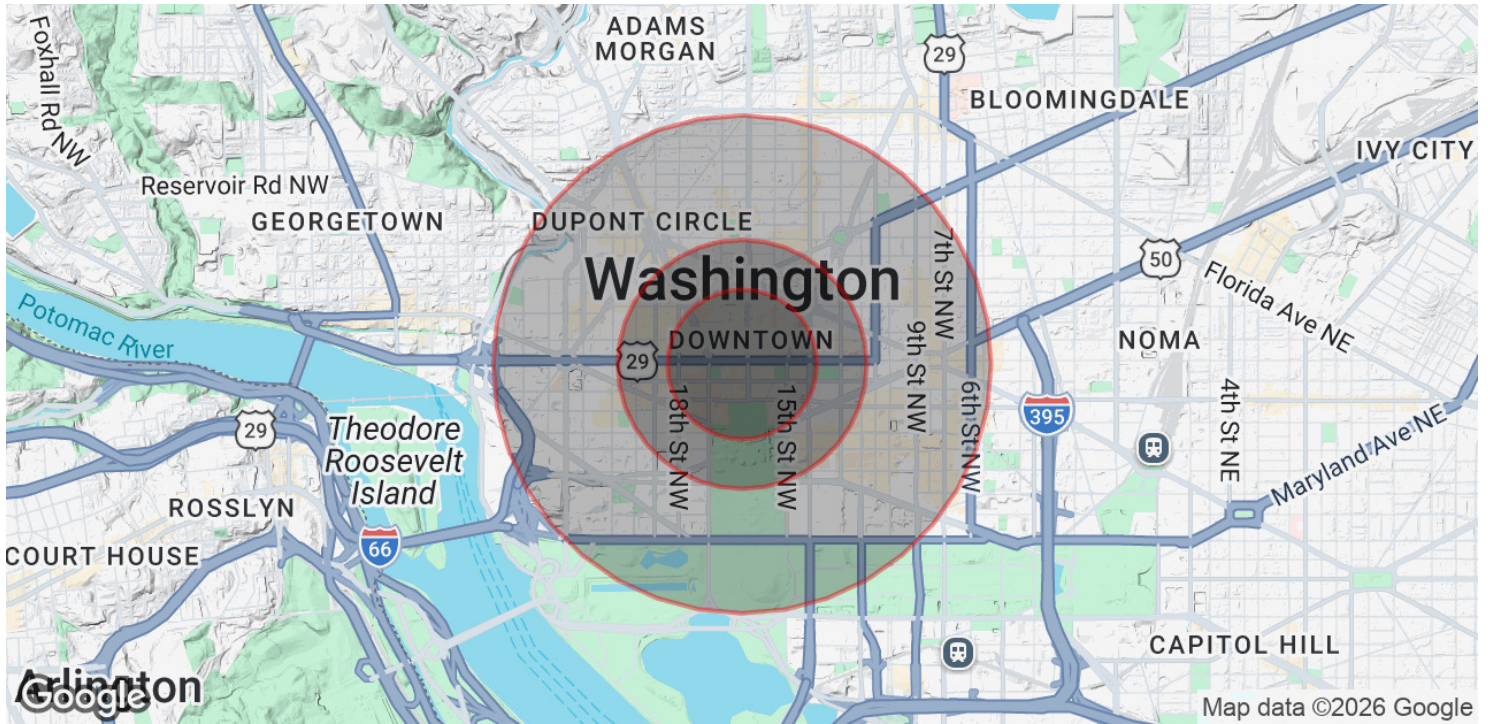 ADAMS
MORGAN
Foxhall Rd NW
29
BLOOMINGDALE
IVY CITY
Reservoir Rd NW
GEORGETOWN
DUPONT CIRCLE
7th St NW
50
Washington
Florida Ave NE
Potomac River
DOWNTOWN
NOMA
29
9th St NW
18th St NW
15th St NW
6th St NW
395
4th St NE
29
Theodore
Roosevelt
Island
Maryland Ave NE
ROSSLYN
66
COURT HOUSE
CAPITOL HILL
Arlington
Google
Map data ©2026 Google